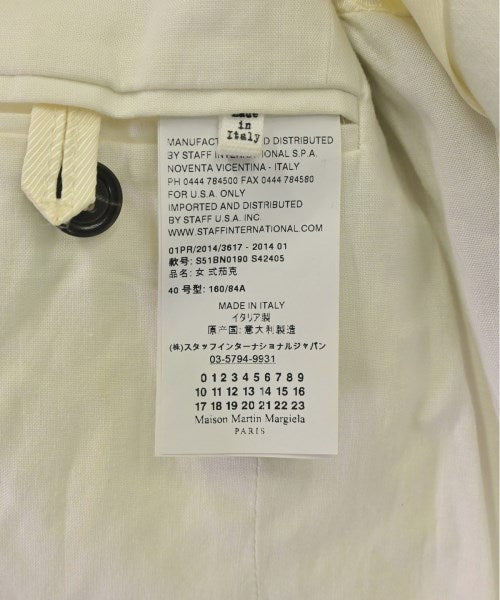 Made
in
Italy
MANUFACT D AND DISTRIBUTED
BY STAFF INTERNATIONAL S.P.A.
NOVENTA VICENTINA - ITALY
PH 0444 784500 FAX 0444 784580
FOR U.S.A. ONLY
IMPORTED AND DISTRIBUTED
BY STAFF U.S.A. INC.
WWW.STAFFINTERNATIONAL.COM
01PR/2014/3617 - 2014 01
款号: S51BN0190 S42405
品名: 女 式茄克
40 号型: 160/84A
MADE IN ITALY
イタリア製
原产国: 意大利製造
(株)スタッフインターナショナルジャパン
03-5794-9931
0 1 2 3 4 5 6 7 8 9
10 11 12 13 14 15 16
17 18 19 20 21 22 23
Maison Martin Margiela
PARIS